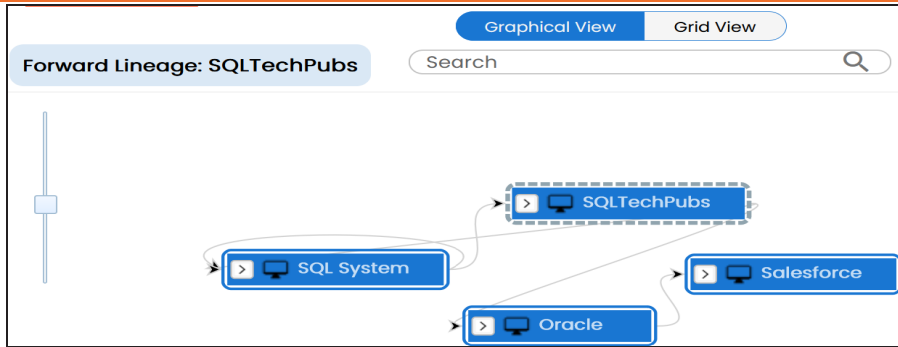 Graphical View
Grid View
Forward Lineage: SQLTechPubs
Search
SQLTechPubs
SQL System
Salesforce
Oracle